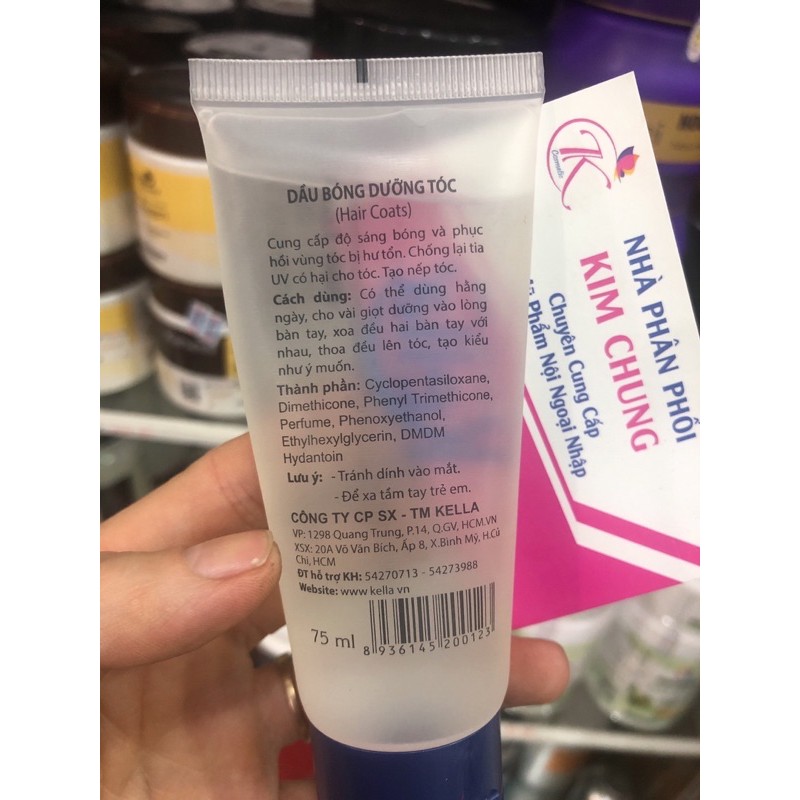 DẦU BÓNG DƯỠNG TÓC
(Hair Coats)
Cung cấp độ sáng bóng và phục
hồi vùng tóc bị hư tổn. Chống lại tia
UV có hại cho tóc. Tạo nếp tóc.
Cách dùng: Có thể dùng hằng
ngày, cho vài giọt dưỡng vào lòng
bàn tay, xoa đều hai bàn tay với
nhau, thoa đều lên tóc, tạo kiểu
như ý muốn.
Thành phần: Cyclopentasiloxane,
Dimethicone, Phenyl Trimethicone,
Perfume, Phenoxyethanol,
Ethylhexylglycerin, DMDM
Hydantoin
Lưu ý: - Tránh dính vào mắt.
- Để xa tầm tay trẻ em.
CÔNG TY CP SX - TM KELLA
VP: 1298 Quang Trung, P.14, Q.GV, HCM.VN
XSX: 20A Võ Văn Bích, Ấp 8, X.Bình Mỹ, H.Củ
Chi, HCM
ĐT hỗ trợ KH: 54270713 - 54273988
Website: www kella vn
75 ml
8 936145 200123
K
Cosmetic
NHÀ PHÂN PHỐI
KIM CHUNG
Chuyên Cung Cấp
Phẩm Nội Ngoại Nhập